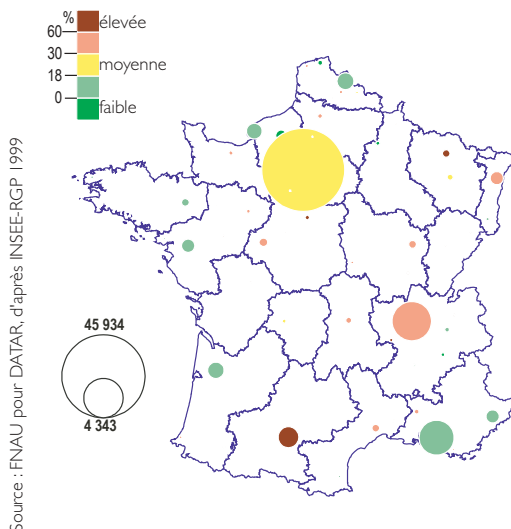 %
élevée
60
30
moyenne
18
0
faible
45 934
4 343
Source : FNAU pour DATAR, d'après INSEE-RGP 1999